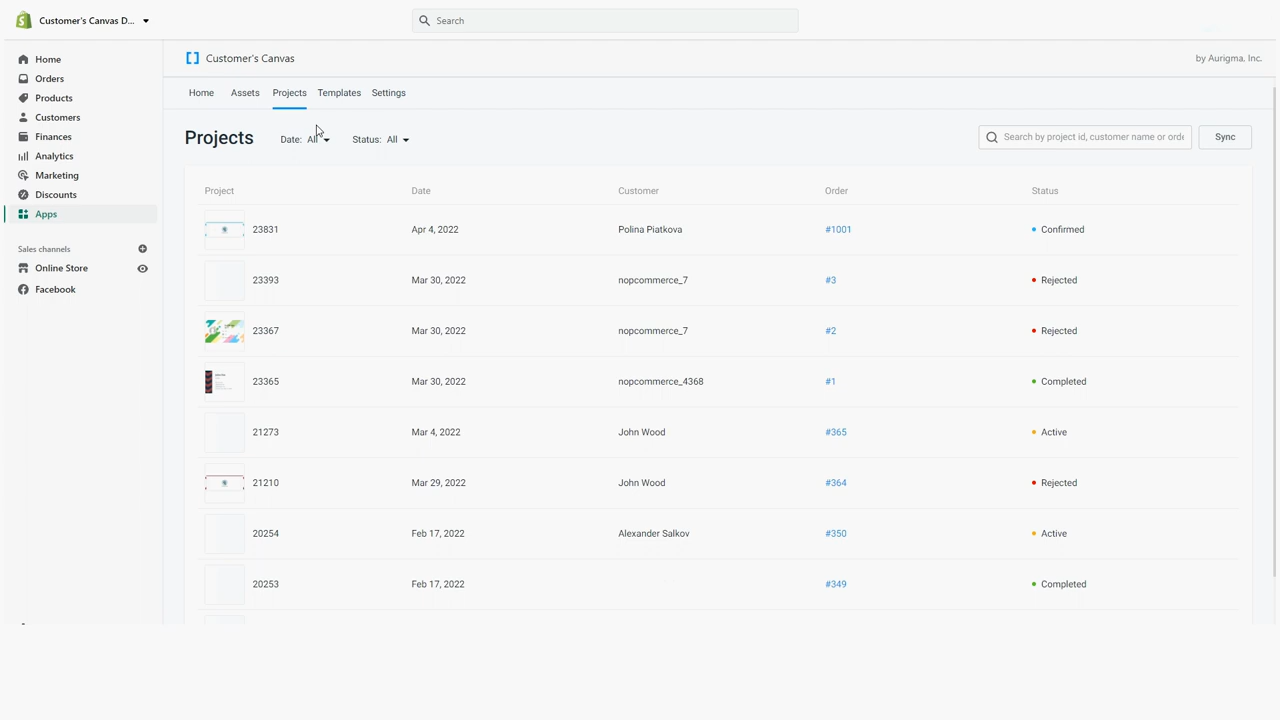 Customer's Canvas D...
Search
Home
Orders
Products
Customers
Finances
Analytics
Marketing
Discounts
Apps
Sales channels
Online Store
Facebook
Customer's Canvas
by Aurigma, Inc.
Home Assets Projects Templates Settings
Projects Date: All Status: All Search by project id, customer name or orde Sync
Project Date Customer Order Status
23831 Apr 4, 2022 Polina Piatkova #1001 Confirmed
23393 Mar 30, 2022 nopcommerce_7 #3 Rejected
23367 Mar 30, 2022 nopcommerce_7 #2 Rejected
23365 Mar 30, 2022 nopcommerce_4368 #1 Completed
21273 Mar 4, 2022 John Wood #365 Active
21210 Mar 29, 2022 John Wood #364 Rejected
20254 Feb 17, 2022 Alexander Salkov #350 Active
20253 Feb 17, 2022 #349 Completed